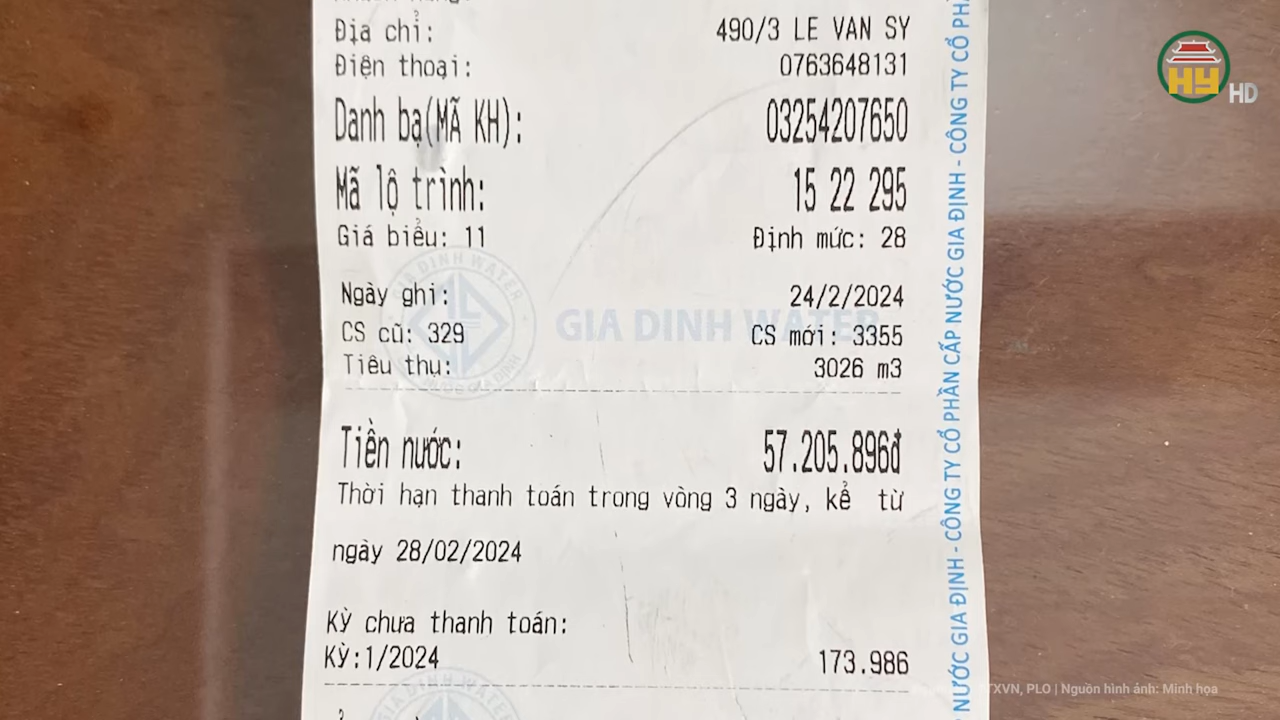 Địa chỉ: 490/3 LE VAN SY
Điện thoại: 0763648131
Danh bạ(MÃ KH): 03254207650
Mã lộ trình: 15 22 295
Giá biểu: 11 Định mức: 28
Ngày ghi: 24/2/2024
CS cũ: 329 CS mới: 3355
Tiêu thụ: 3026 m3
Tiền nước: 57.205.896đ
Thời hạn thanh toán trong vòng 3 ngày, kể từ
ngày 28/02/2024
Kỳ chưa thanh toán:
Kỳ:1/2024 173.986
GIA DINH WATER
GIA DINH WATER
NƯỚC GIA ĐỊNH - CÔNG TY CỔ PHẦN CẤP NƯỚC GIA ĐỊNH - CÔNG TY CỔ PHẦ
HY HD
TXVN, PLO | Nguồn hình ảnh: Minh họa